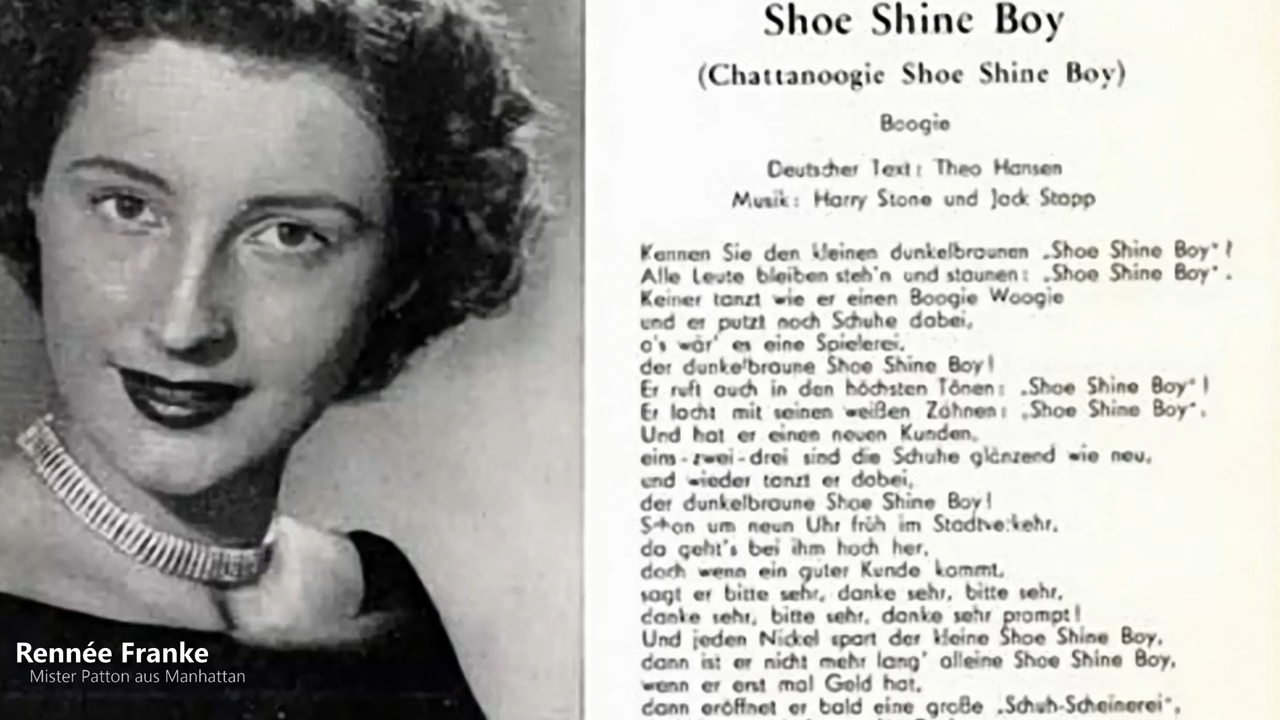 Shoe Shine Boy
(Chattanoogie Shoe Shine Boy)
Boogie
Deutscher Text: Theo Hansen
Musik: Harry Stone und Jack Stapp
Kennen Sie den kleinen dunkelbraunen „Shoe Shine Boy“?
Alle Leute bleiben steh'n und staunen: „Shoe Shine Boy“.
Keiner tanzt wie er einen Boogie Woogie
und er putzt noch Schuhe dabei,
a's wär' es eine Spielerei,
der dunkelbraune Shoe Shine Boy!
Er ruft auch in den höchsten Tönen: „Shoe Shine Boy“!
Er lacht mit seinen weißen Zähnen: „Shoe Shine Boy“.
Und hat er einen neuen Kunden,
eins-zwei-drei sind die Schuhe glänzend wie neu,
und wieder tanzt er dabei,
der dunkelbraune Shoe Shine Boy!
Schon um neun Uhr früh im Stadtverkehr,
da geht's bei ihm hoch her,
doch wenn ein guter Kunde kommt,
sagt er bitte sehr, danke sehr, bitte sehr,
danke sehr, bitte sehr, danke sehr prompt!
Und jeden Nickel spart der kleine Shoe Shine Boy,
dann ist er nicht mehr lang' alleine Shoe Shine Boy,
wenn er erst mal Geld hat,
dann eröffnet er bald eine große „Schuh-Scheinerei“,
Rennée Franke
Mister Patton aus Manhattan